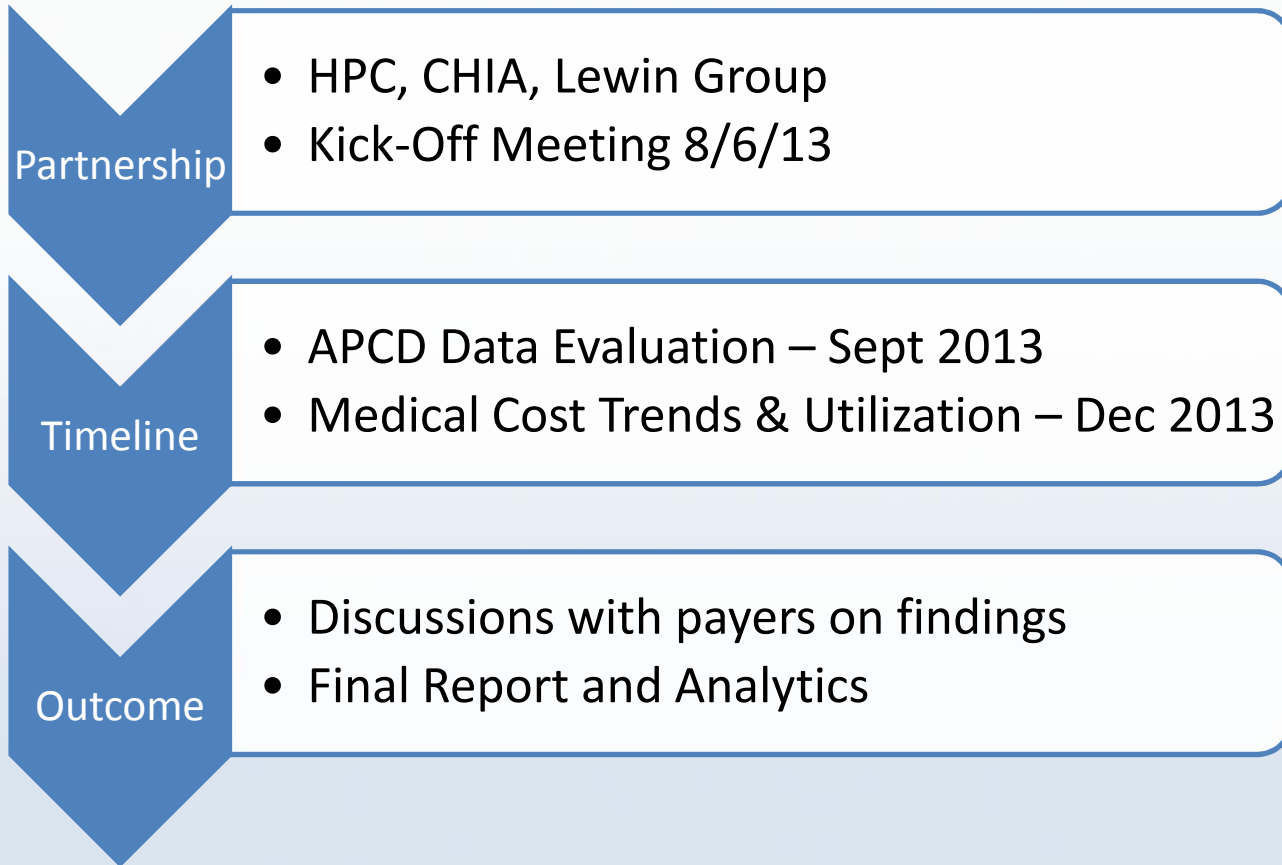 Partnership
• HPC, CHIA, Lewin Group
• Kick-Off Meeting 8/6/13
Timeline
• APCD Data Evaluation – Sept 2013
• Medical Cost Trends & Utilization – Dec 2013
Outcome
• Discussions with payers on findings
• Final Report and Analytics